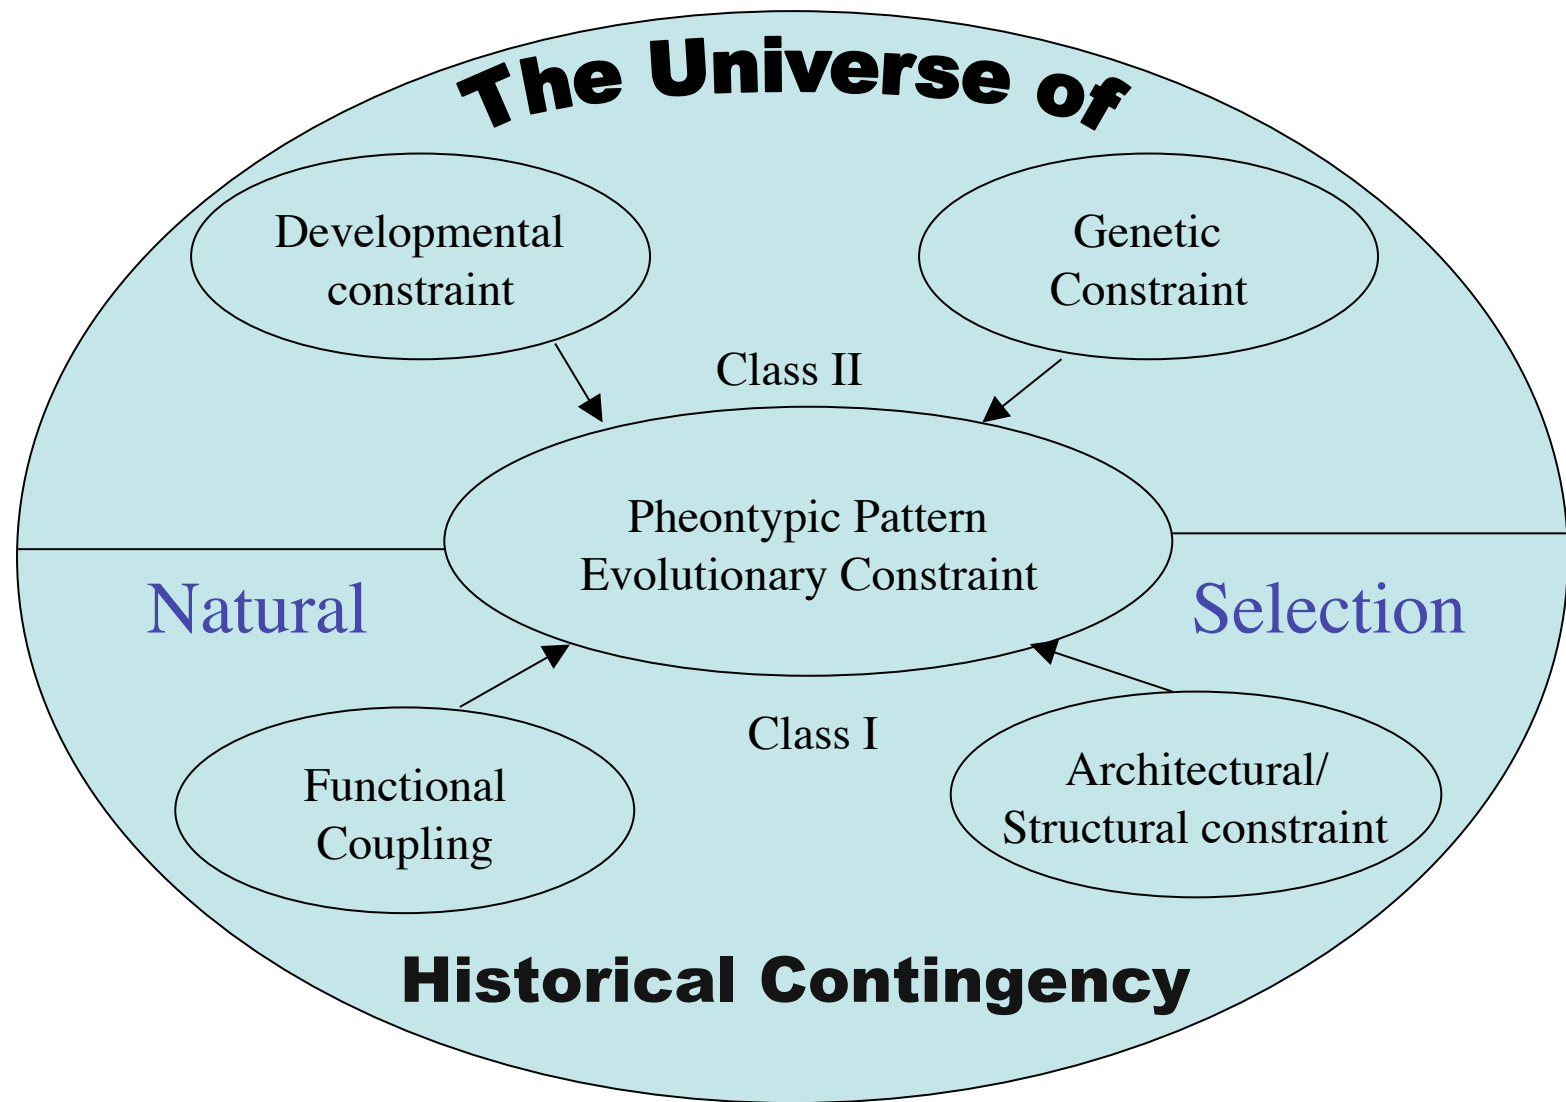 The Universe of
Developmental
constraint
Genetic
Constraint
Class II
Pheontypic Pattern
Evolutionary Constraint
Natural
Selection
Class I
Functional
Coupling
Architectural/
Structural constraint
Historical Contingency